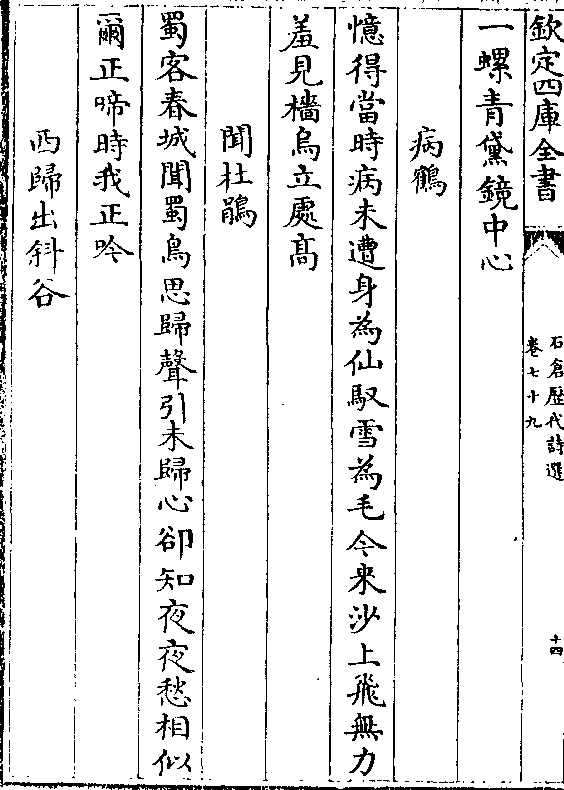 欽定四庫全書
石倉歷代詩選
卷七十九
十四
一螺青黛鏡中心
病鶴
憶得當時病未遭身為仙馭雪為毛今来沙上飛無力
羞見檣烏立處髙
聞杜鵑
蜀客春城聞蜀鳥思歸聲引未歸心卻知夜夜愁相似
爾正啼時我正吟
西歸出斜谷